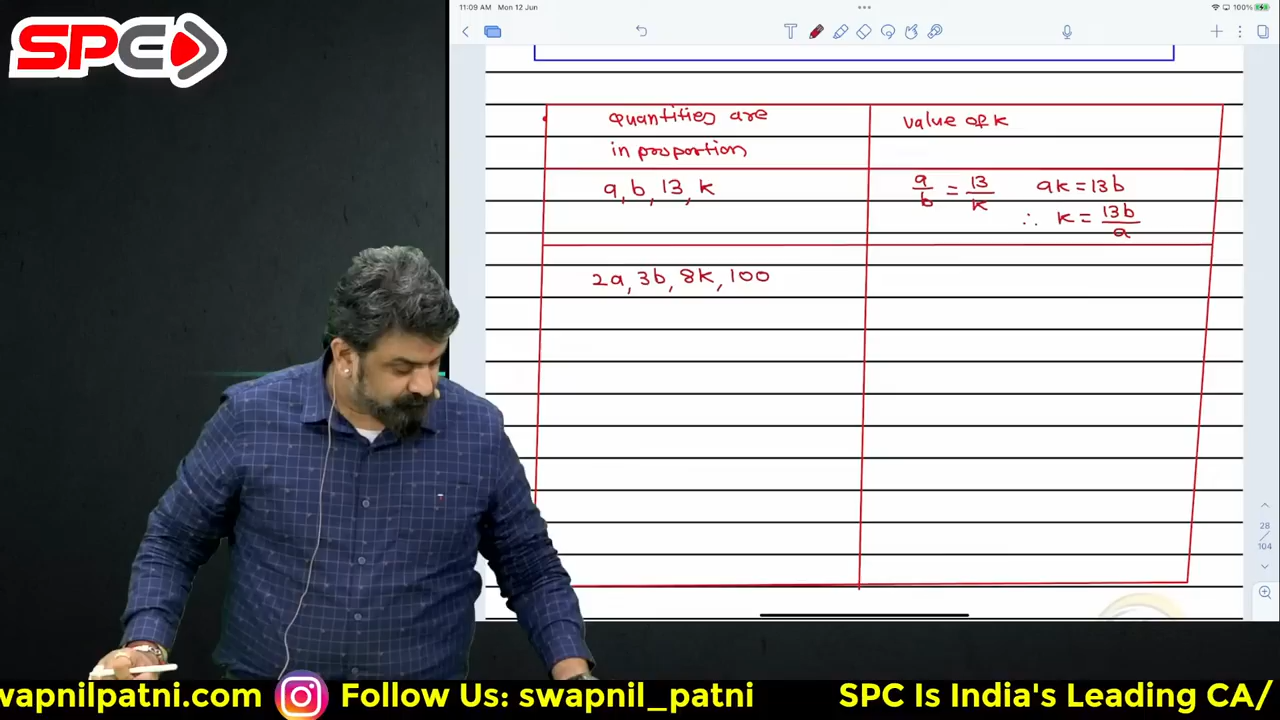 11:09 AM Mon 12 Jun
100%
SPC
T
quantities are
in proportion
value of k
a, b, 13, k
a/b = 13/k
ak = 13b
∴ k = 13b/a
2a, 3b, 8k, 100
28
/
104
wapnilpatni.com
Follow Us: swapnil_patni
SPC Is India's Leading CA/